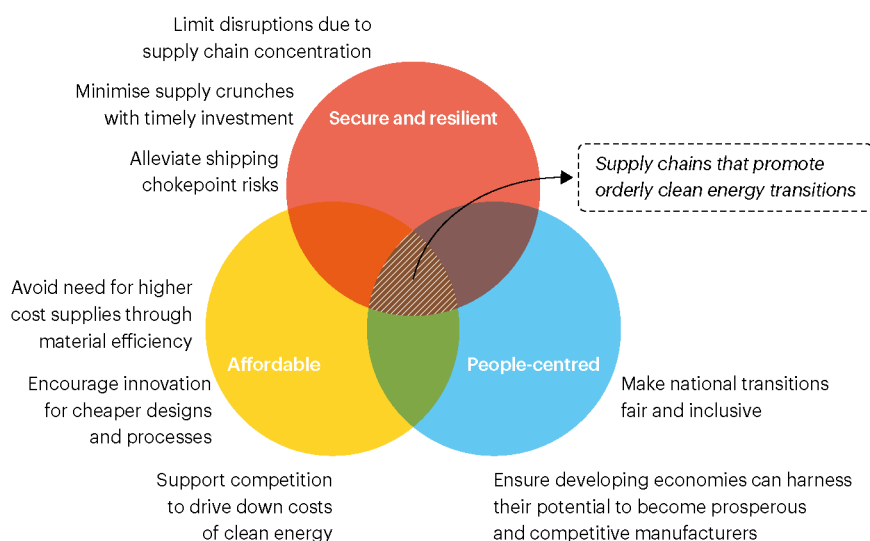 Limit disruptions due to
supply chain concentration
Minimise supply crunches
with timely investment
Secure and resilient
Alleviate shipping
chokepoint risks
Supply chains that promote
orderly clean energy transitions
Avoid need for higher
cost supplies through
material efficiency
Affordable
People-centred
Encourage innovation
for cheaper designs
and processes
Make national transitions
fair and inclusive
Support competition
to drive down costs
of clean energy
Ensure developing economies can harness
their potential to become prosperous
and competitive manufacturers